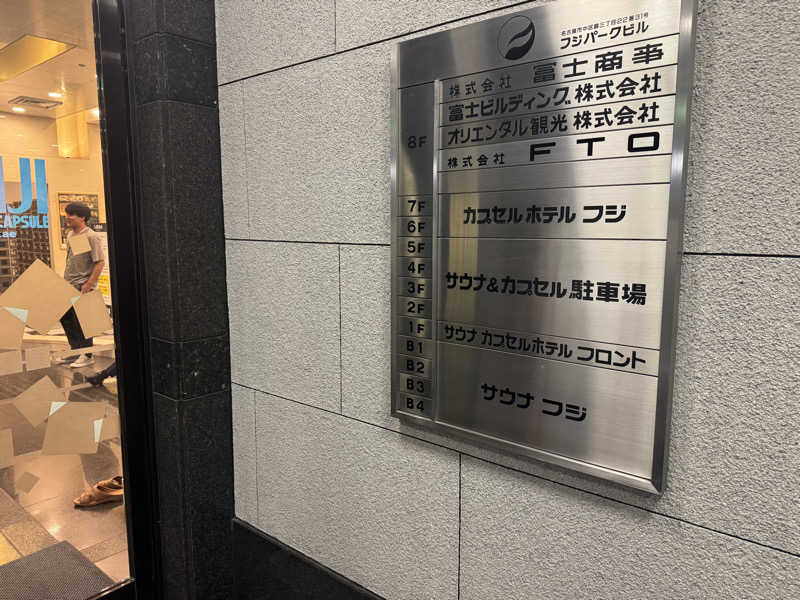 名古屋市中区栄三丁目22番31号
フジパークビル
株式会社 富士商事
富士ビルディング 株式会社
8F オリエンタル観光 株式会社
株式会社 FTO
7F カプセル ホテル フジ
6F
5F
4F サウナ&カプセル 駐車場
3F
2F
1F サウナ カプセルホテル フロント
B1
B2
B3 サウナ フジ
B4
JI
CAPSULE